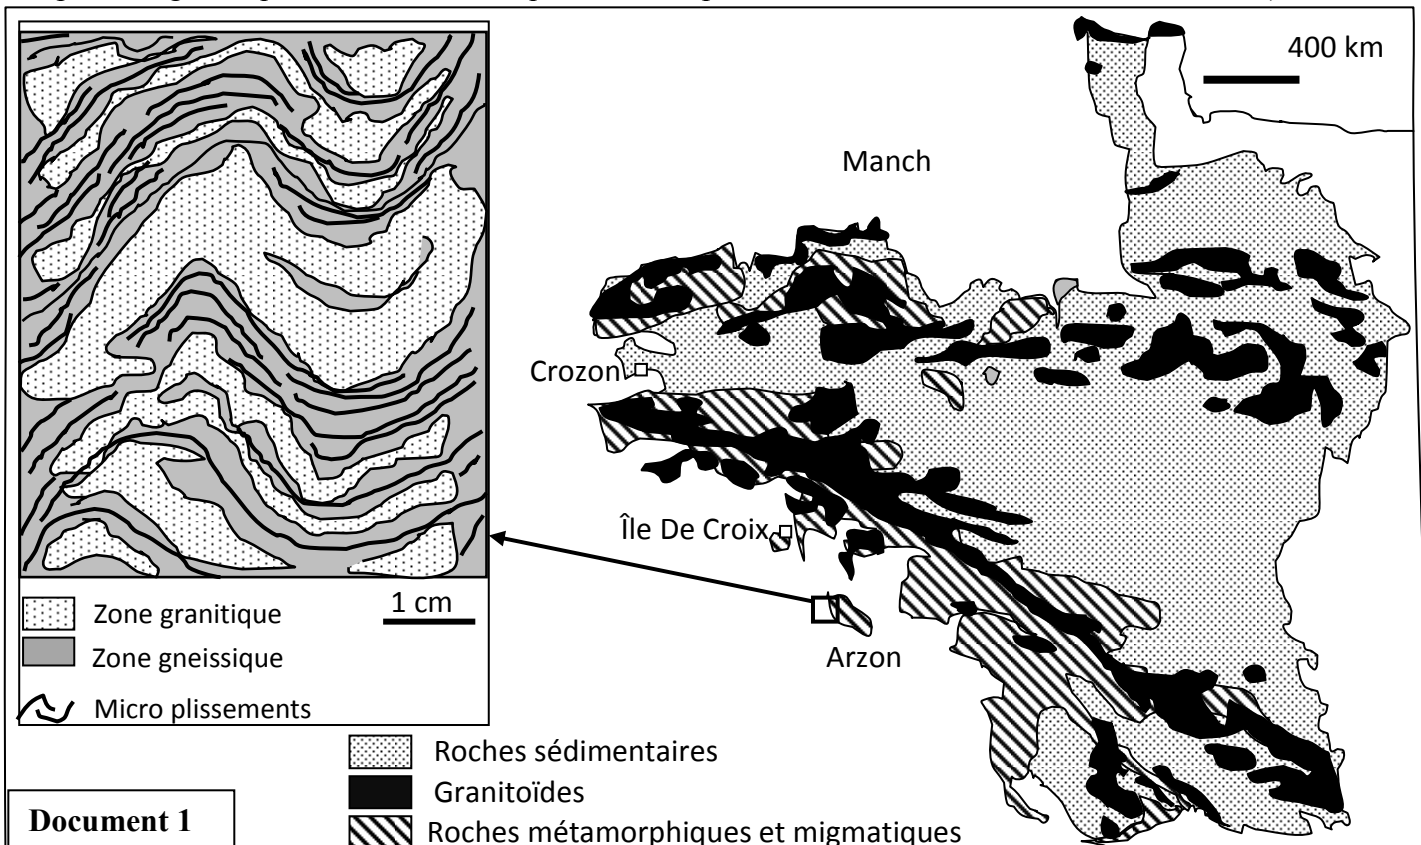 400 km
Manch
Crozon
Île De Croix
Arzon
1 cm
Zone granitique
Zone gneissique
Micro plissements
Roches sédimentaires
Granitoïdes
Roches métamorphiques et migmatiques
Document 1